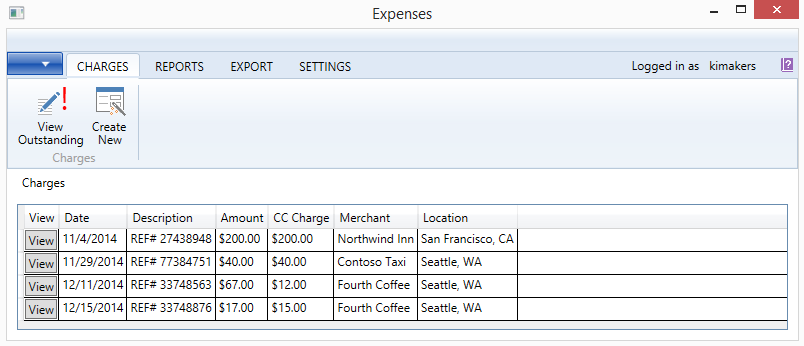 Expenses
CHARGES REPORTS EXPORT SETTINGS Logged in as kimakers ?
! 
View Outstanding
Create New
Charges
Charges
View Date Description Amount CC Charge Merchant Location
View 11/4/2014 REF# 27438948 $200.00 $200.00 Northwind Inn San Francisco, CA
View 11/29/2014 REF# 77384751 $40.00 $40.00 Contoso Taxi Seattle, WA
View 12/11/2014 REF# 33748563 $67.00 $12.00 Fourth Coffee Seattle, WA
View 12/15/2014 REF# 33748876 $17.00 $15.00 Fourth Coffee Seattle, WA